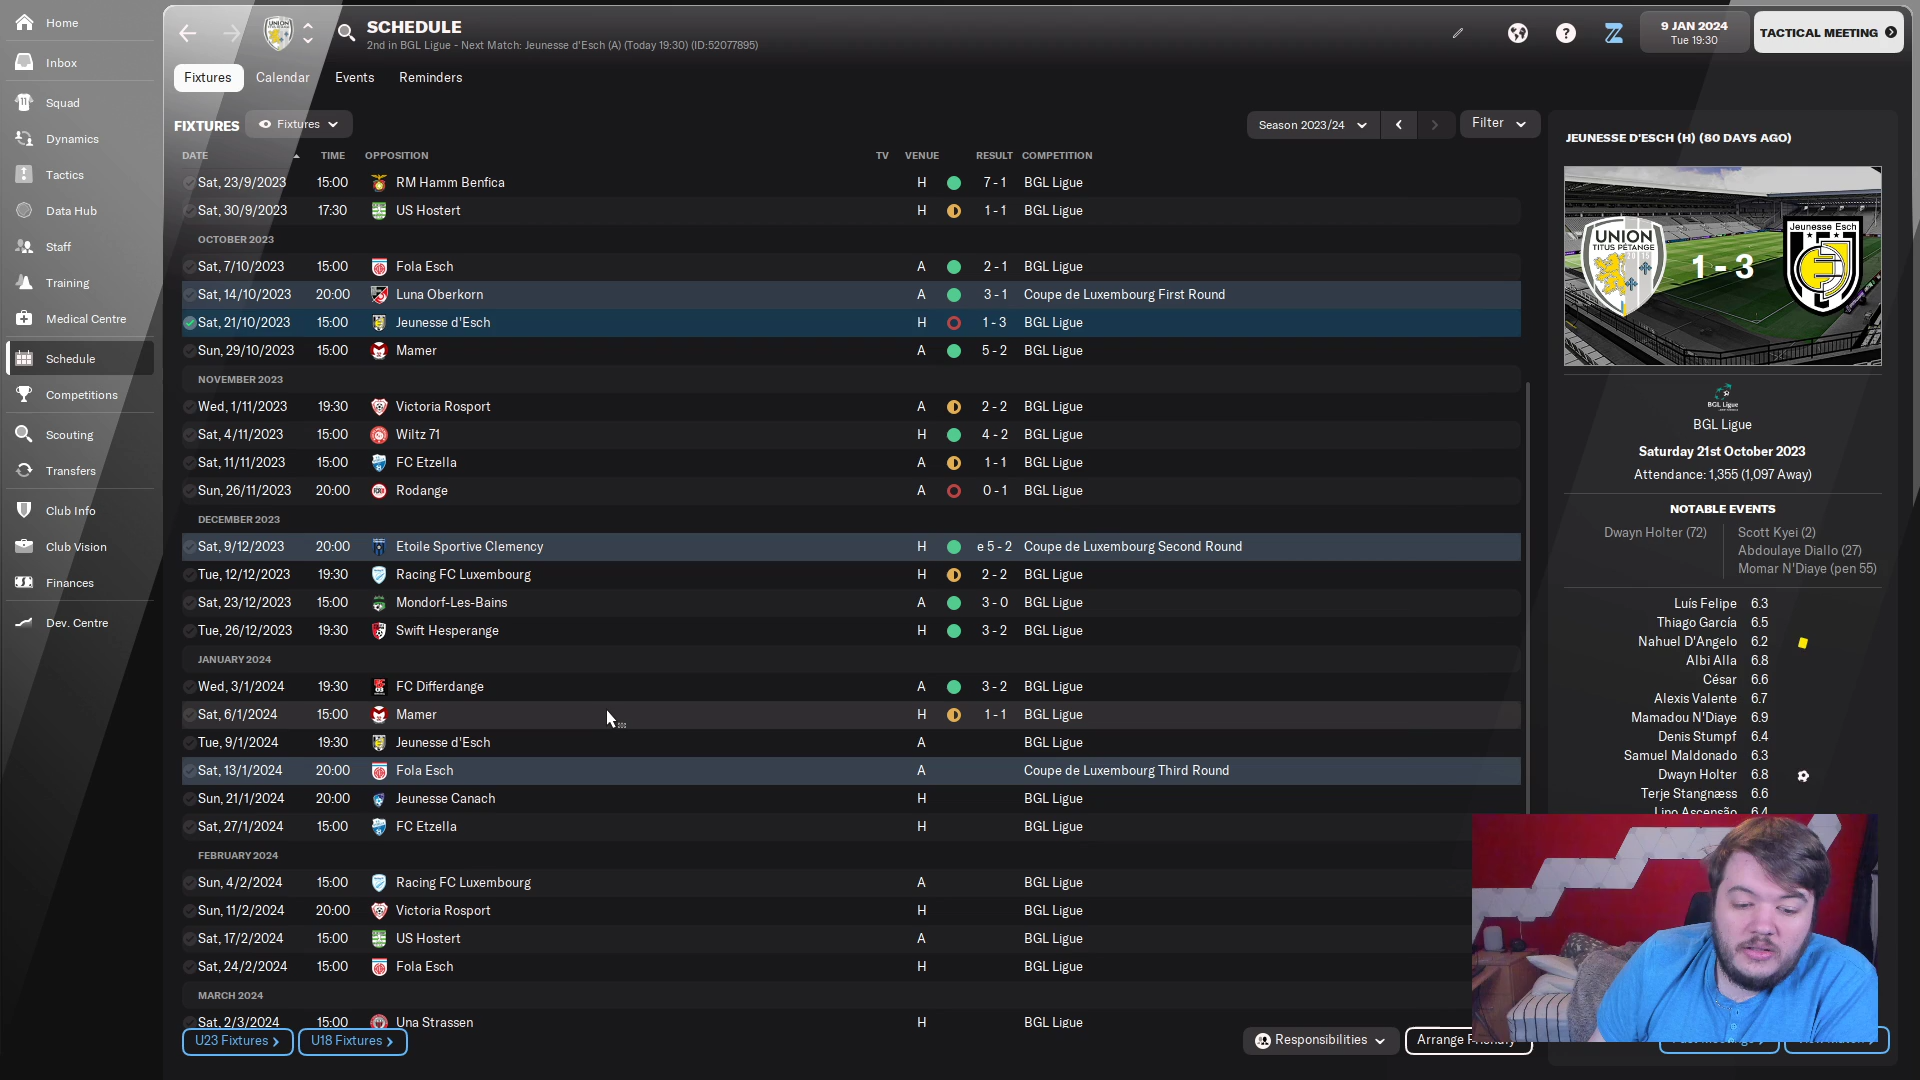 Home
Inbox
Squad
Dynamics
Tactics
Data Hub
Staff
Training
Medical Centre
Schedule
Competitions
Scouting
Transfers
Club Info
Club Vision
Finances
Dev. Centre
SCHEDULE
2nd in BGL Ligue - Next Match: Jeunesse d'Esch (A) (Today 19:30) (ID:52077895)
9 JAN 2024
Tue 19:30
TACTICAL MEETING
Fixtures Calendar Events Reminders
FIXTURES Fixtures Season 2023/24 Filter
DATE TIME OPPOSITION TV VENUE RESULT COMPETITION
Sat, 23/9/2023 15:00 RM Hamm Benfica H 7 - 1 BGL Ligue
Sat, 30/9/2023 17:30 US Hostert H 1 - 1 BGL Ligue
OCTOBER 2023
Sat, 7/10/2023 15:00 Fola Esch A 2 - 1 BGL Ligue
Sat, 14/10/2023 20:00 Luna Oberkorn A 3 - 1 Coupe de Luxembourg First Round
Sat, 21/10/2023 15:00 Jeunesse d'Esch H 1 - 3 BGL Ligue
Sun, 29/10/2023 15:00 Mamer A 5 - 2 BGL Ligue
NOVEMBER 2023
Wed, 1/11/2023 19:30 Victoria Rosport A 2 - 2 BGL Ligue
Sat, 4/11/2023 15:00 Wiltz 71 H 4 - 2 BGL Ligue
Sat, 11/11/2023 15:00 FC Etzella A 1 - 1 BGL Ligue
Sun, 26/11/2023 20:00 Rodange A 0 - 1 BGL Ligue
DECEMBER 2023
Sat, 9/12/2023 20:00 Etoile Sportive Clemency H e 5 - 2 Coupe de Luxembourg Second Round
Tue, 12/12/2023 19:30 Racing FC Luxembourg H 2 - 2 BGL Ligue
Sat, 23/12/2023 15:00 Mondorf-Les-Bains A 3 - 0 BGL Ligue
Tue, 26/12/2023 19:30 Swift Hesperange H 3 - 2 BGL Ligue
JANUARY 2024
Wed, 3/1/2024 19:30 FC Differdange A 3 - 2 BGL Ligue
Sat, 6/1/2024 15:00 Mamer H 1 - 1 BGL Ligue
Tue, 9/1/2024 19:30 Jeunesse d'Esch A BGL Ligue
Sat, 13/1/2024 20:00 Fola Esch A Coupe de Luxembourg Third Round
Sun, 21/1/2024 20:00 Jeunesse Canach H BGL Ligue
Sat, 27/1/2024 15:00 FC Etzella H BGL Ligue
FEBRUARY 2024
Sun, 4/2/2024 15:00 Racing FC Luxembourg A BGL Ligue
Sun, 11/2/2024 20:00 Victoria Rosport H BGL Ligue
Sat, 17/2/2024 15:00 US Hostert A BGL Ligue
Sat, 24/2/2024 15:00 Fola Esch H BGL Ligue
MARCH 2024
Sat, 2/3/2024 15:00 Una Strassen H BGL Ligue
U23 Fixtures U18 Fixtures Responsibilities Arrange
JEUNESSE D'ESCH (H) (80 DAYS AGO)
UNION
TITUS PÉTANGE
Jeunesse Esch
1 - 3
BGL Ligue
BGL Ligue
Saturday 21st October 2023
Attendance: 1,355 (1,097 Away)
NOTABLE EVENTS
Dwayn Holter (72) Scott Kyei (2)
Abdoulaye Diallo (27)
Momar N'Diaye (pen 55)
Luís Felipe 6.3
Thiago García 6.5
Nahuel D'Angelo 6.2
Albi Alla 6.8
César 6.6
Alexis Valente 6.7
Mamadou N'Diaye 6.9
Denis Stumpf 6.4
Samuel Maldonado 6.3
Dwayn Holter 6.8
Terje Stangnæss 6.6
Lino Ascensão 6.4